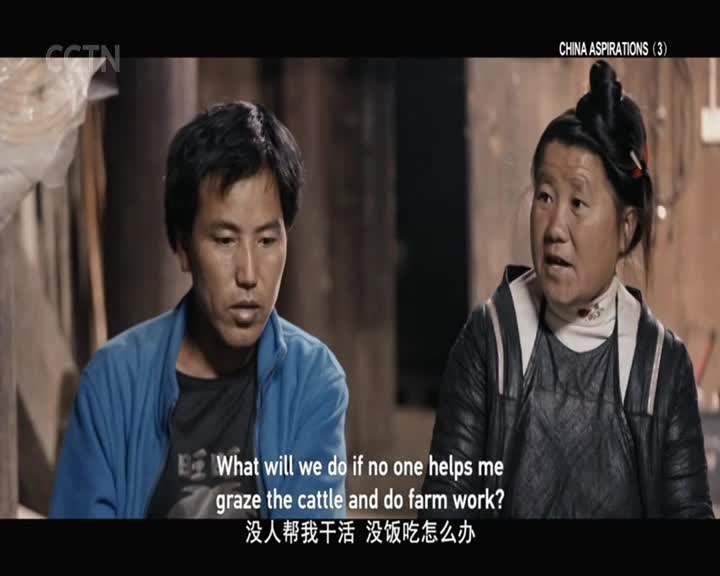 CCTN
CHINA ASPIRATIONS (3)
What will we do if no one helps me
graze the cattle and do farm work?
没人帮我干活 没饭吃怎么办